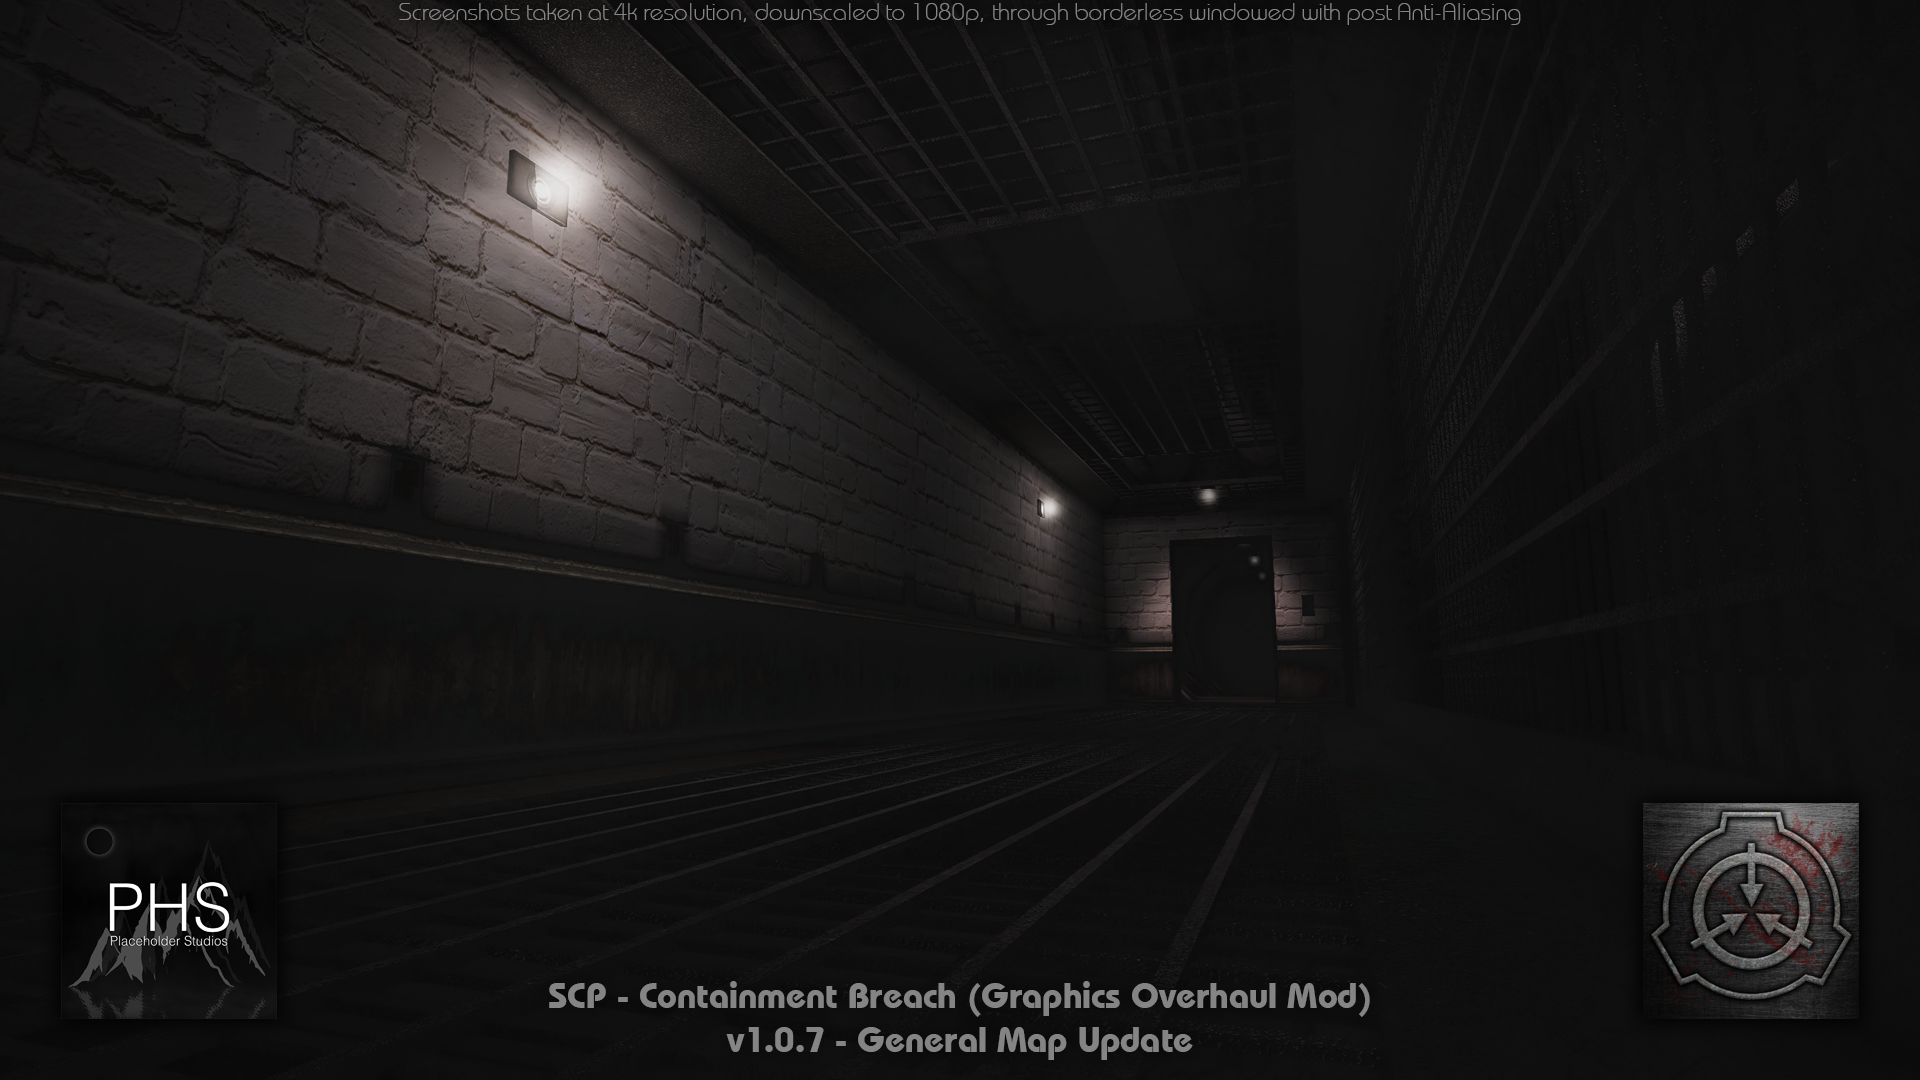 Screenshots taken at 4k resolution, downscaled to 1080p, through borderless windowed with post Anti-Aliasing
PHS
Placeholder Studios
SCP - Containment Breach (Graphics Overhaul Mod)
v1.0.7 - General Map Update